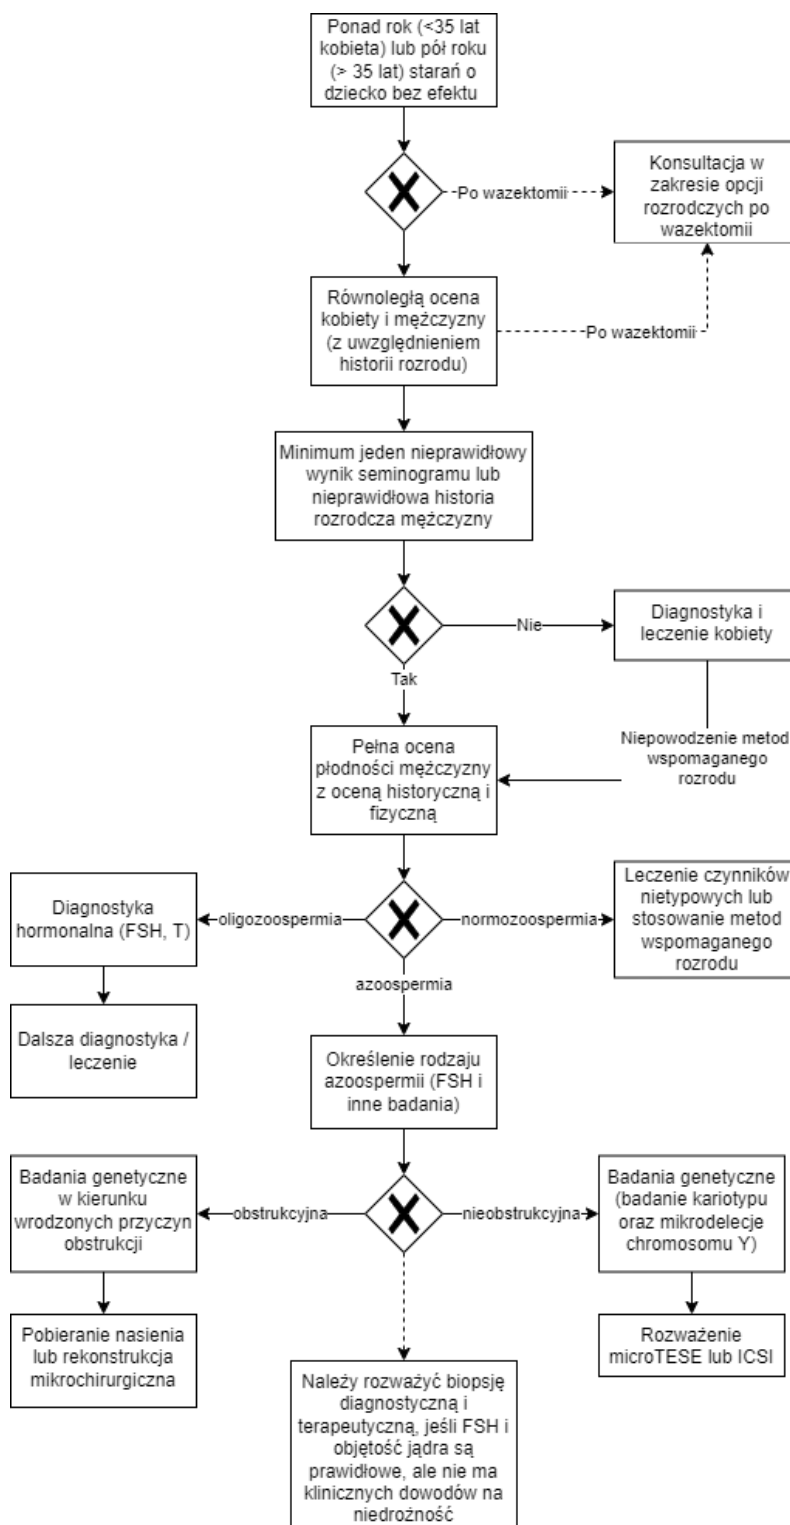 Ponad rok (<35 lat
kobieta) lub pół roku
(> 35 lat) starań o
dziecko bez efektu
Po wazektomii
Konsultacja w
zakresie opcji
rozrodczych po
wazektomii
Równoległą ocena
kobiety i mężczyzny
(z uwzględnieniem
historii rozrodu)
Po wazektomii
Minimum jeden nieprawidłowy
wynik seminogramu lub
nieprawidłowa historia
rozrodcza mężczyzny
Nie
Diagnostyka i
leczenie kobiety
Tak
Niepowodzenie metod
wspomaganego
rozrodu
Pełna ocena
płodności mężczyzny
z oceną historyczną i
fizyczną
Diagnostyka
hormonalna (FSH, T)
oligozoospermia
normozoospermia
Leczenie czynników
nietypowych lub
stosowanie metod
wspomaganego
rozrodu
azoospermia
Dalsza diagnostyka /
leczenie
Określenie rodzaju
azoospermii (FSH i
inne badania)
Badania genetyczne
w kierunku
wrodzonych przyczyn
obstrukcji
obstrukcyjna
nieobstrukcyjna
Badania genetyczne
(badanie kariotypu
oraz mikrodelecje
chromosomu Y)
Pobieranie nasienia
lub rekonstrukcja
mikrochirurgiczna
Rozważenie
microTESE lub ICSI
Należy rozważyć biopsję
diagnostyczną i
terapeutyczną, jeśli FSH i
objętość jądra są
prawidłowe, ale nie ma
klinicznych dowodów na
niedrożność